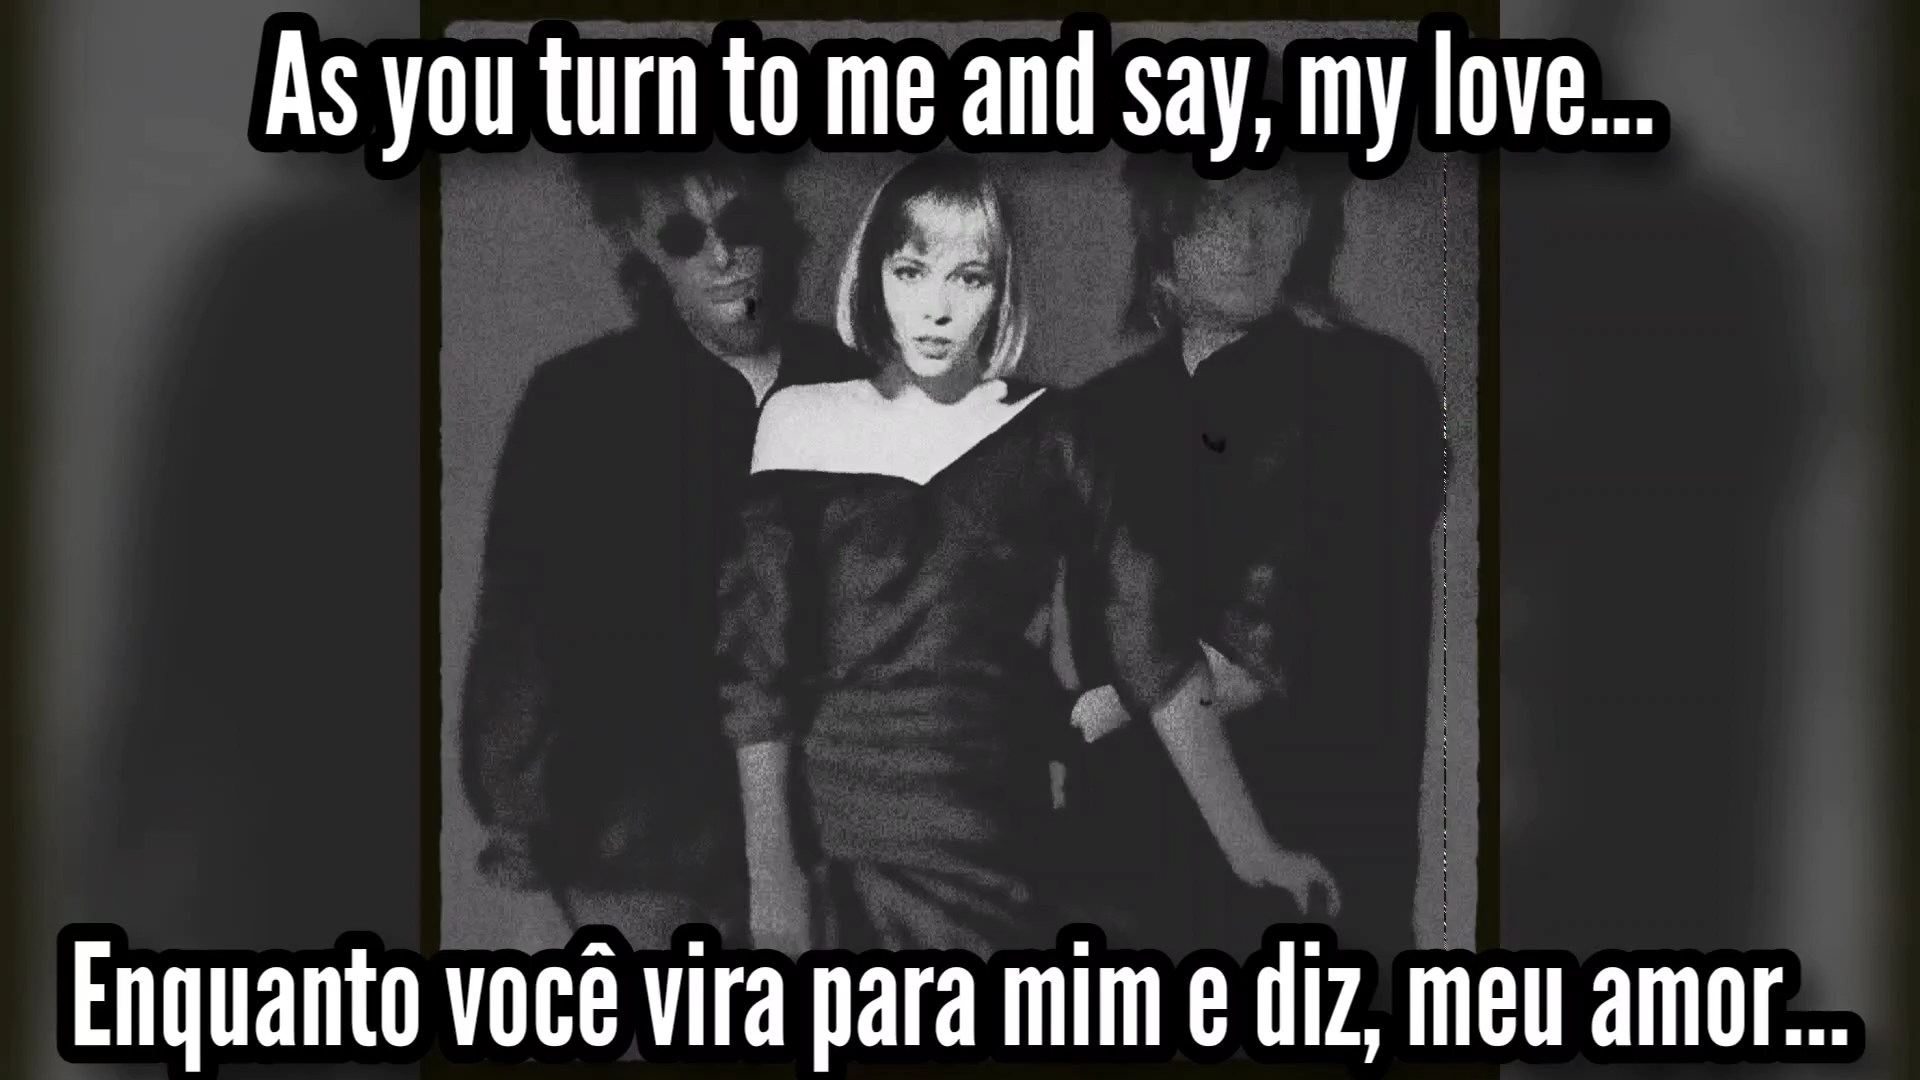 As you turn to me and say, my love...
Enquanto você vira para mim e diz, meu amor...